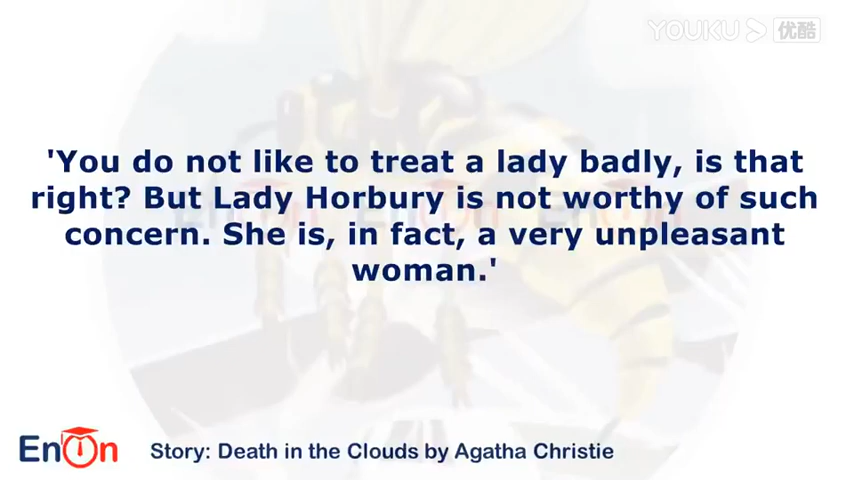 YOUKU 优酷
'You do not like to treat a lady badly, is that
right? But Lady Horbury is not worthy of such
concern. She is, in fact, a very unpleasant
woman.'
EnOn
Story: Death in the Clouds by Agatha Christie